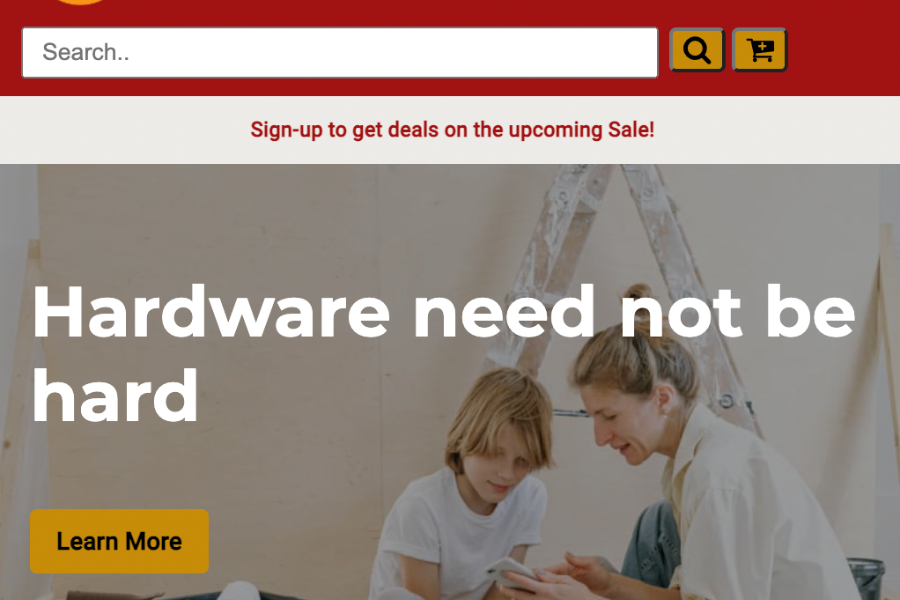 Search..
Sign-up to get deals on the upcoming Sale!
Hardware need not be
hard
Learn More